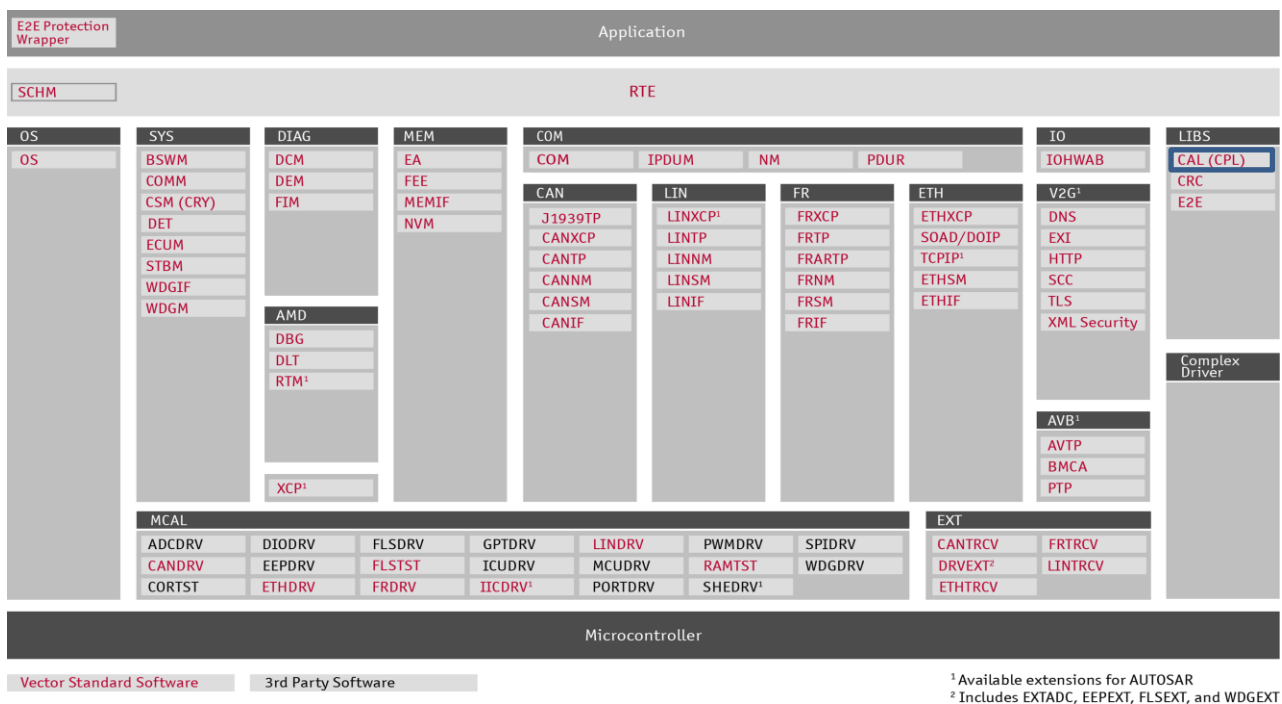 E2E Protection
Wrapper
Application
SCHM
RTE
OS
OS
SYS
BSWM
COMM
CSM (CRY)
DET
ECUM
STBM
WDGIF
WDGM
DIAG
DCM
DEM
FIM
AMD
DBG
DLT
RTM¹
XCP¹
MEM
EA
FEE
MEMIF
NVM
COM
COM IPDUM NM PDUR
CAN
J1939TP
CANXCP
CANTP
CANNM
CANSM
CANIF
LIN
LINXCP¹
LINTP
LINNM
LINSM
LINIF
FR
FRXCP
FRTP
FRARTP
FRNM
FRSM
FRIF
ETH
ETHXCP
SOAD/DOIP
TCPIP¹
ETHSM
ETHIF
IO
IOHWAB
V2G¹
DNS
EXI
HTTP
SCC
TLS
XML Security
AVB¹
AVTP
BMCA
PTP
LIBS
CAL (CPL)
CRC
E2E
Complex
Driver
MCAL
ADCDRV DIODRV FLSDRV GPTDRV LINDRV PWMDRV SPIDRV
CANDRV EEPDRV FLSTST ICUDRV MCUDRV RAMTST WDGDRV
CORTST ETHDRV FRDRV IICDRV¹ PORTDRV SHEDRV¹
EXT
CANTRCV FRTRCV
DRVEXT² LINTRCV
ETHTRCV
Microcontroller
Vector Standard Software
3rd Party Software
¹ Available extensions for AUTOSAR
² Includes EXTADC, EEPEXT, FLSEXT, and WDGEXT